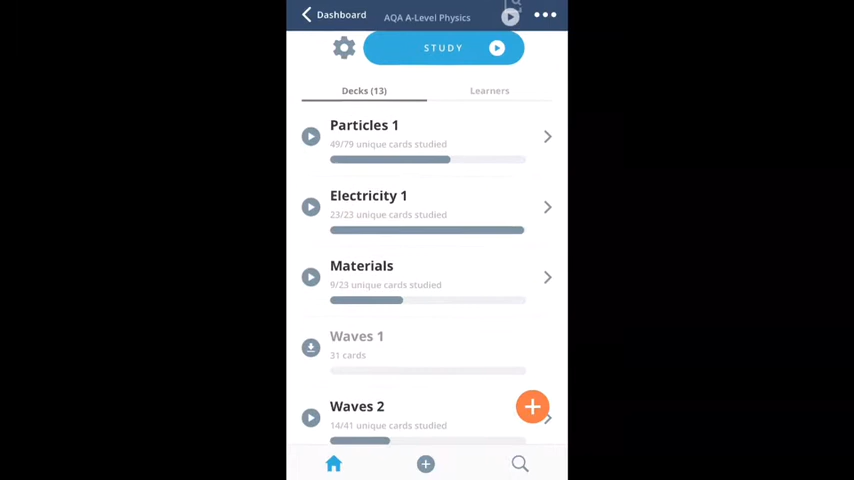 Dashboard
AQA A-Level Physics
STUDY
Decks (13)
Learners
Particles 1
49/79 unique cards studied
Electricity 1
23/23 unique cards studied
Materials
9/23 unique cards studied
Waves 1
31 cards
Waves 2
14/41 unique cards studied